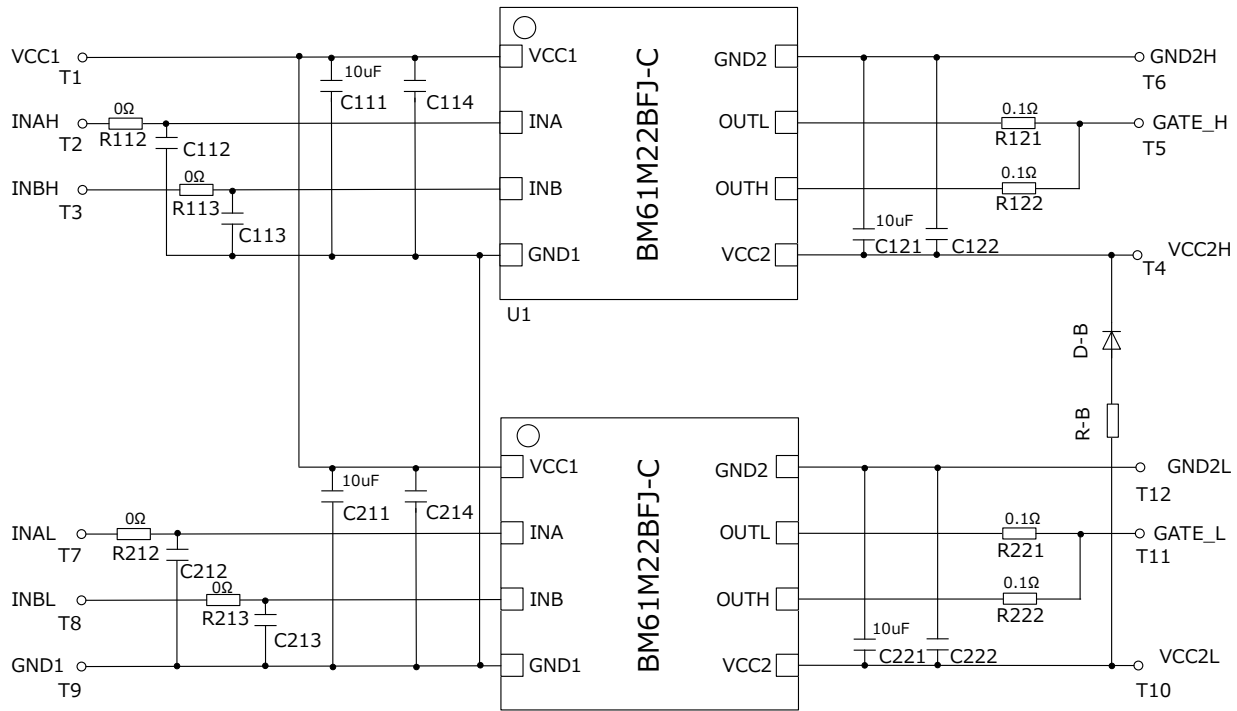 VCC1
T1
10uF
C111
C114
VCC1
GND2
GND2H
T6
INAH
T2
0Ω
R112
C112
INA
OUTL
0.1Ω
R121
GATE_H
T5
INBH
T3
0Ω
R113
C113
INB
OUTH
0.1Ω
R122
10uF
C121
C122
GND1
VCC2
VCC2H
T4
BM61M22BFJ-C
U1
D-B
R-B
VCC1
10uF
C211
C214
GND2
GND2L
T12
INAL
T7
0Ω
R212
C212
INA
OUTL
0.1Ω
R221
GATE_L
T11
INBL
T8
0Ω
R213
C213
INB
OUTH
0.1Ω
R222
10uF
C221
C222
GND1
T9
GND1
VCC2
VCC2L
T10
BM61M22BFJ-C